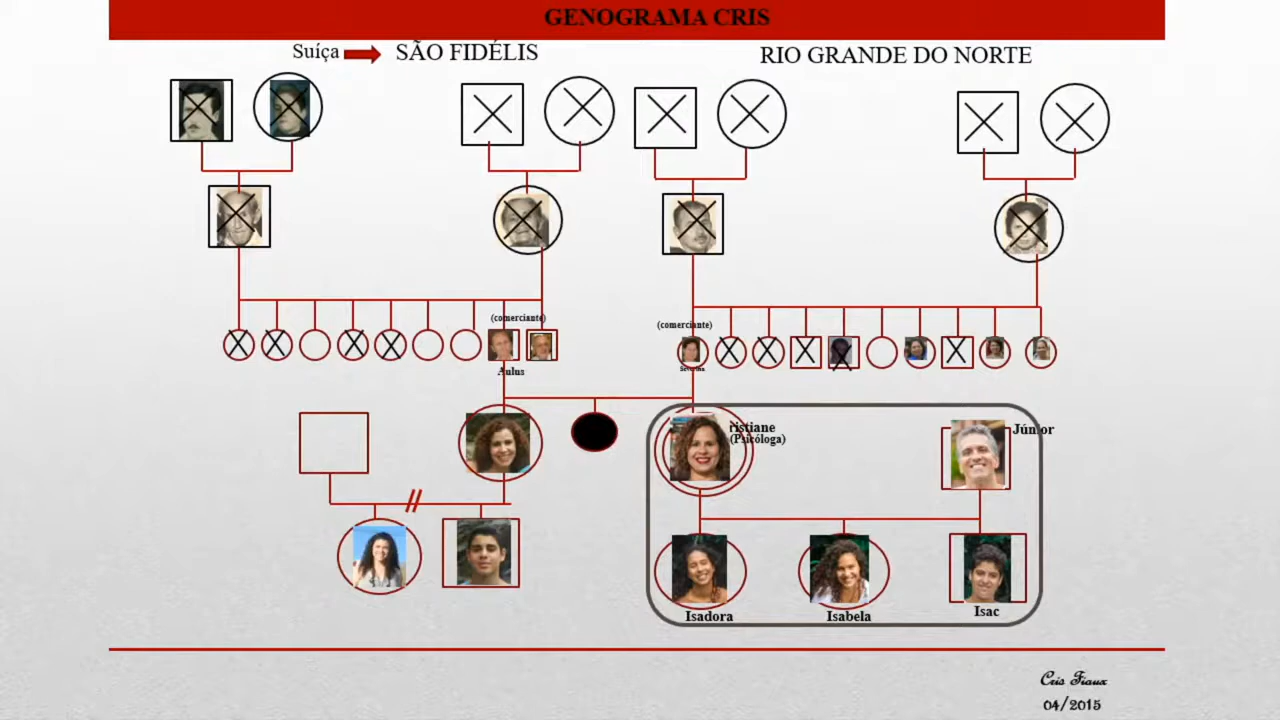 GENOGRAMA CRIS
Suíça SÃO FIDÉLIS
RIO GRANDE DO NORTE
(comerciante)
(comerciante)
Aulus
ristiane
(Psicóloga)
Júnior
Isadora
Isabela
Isac
Cris Fiaux
04/2015